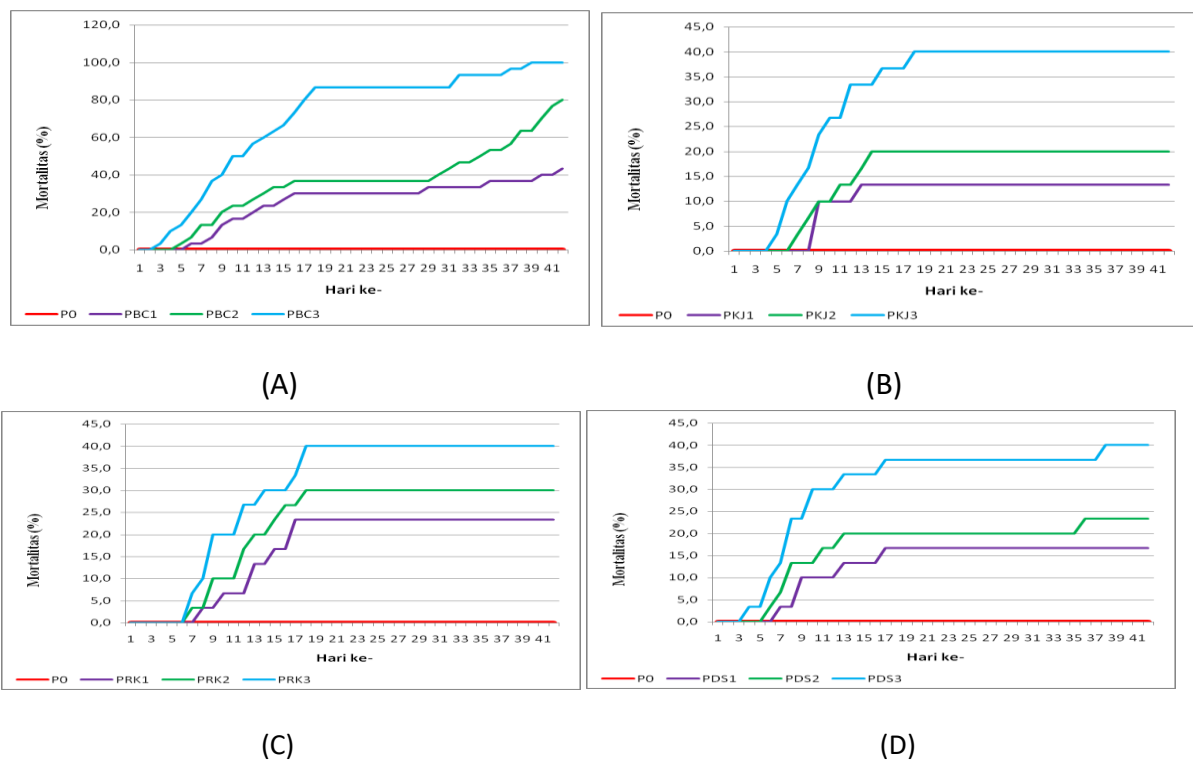 120,0
100,0
80,0
60,0
40,0
20,0
0,0
Mortalitas (%)
1 3 5 7 9 11 13 15 17 19 21 23 25 27 29 31 33 35 37 39 41
Hari ke-
P0 PBC1 PBC2 PBC3
(A)
45,0
40,0
35,0
30,0
25,0
20,0
15,0
10,0
5,0
0,0
Mortalitas (%)
1 3 5 7 9 11 13 15 17 19 21 23 25 27 29 31 33 35 37 39 41
Hari ke-
P0 PKJ1 PKJ2 PKJ3
(B)
45,0
40,0
35,0
30,0
25,0
20,0
15,0
10,0
5,0
0,0
Mortalitas (%)
1 3 5 7 9 11 13 15 17 19 21 23 25 27 29 31 33 35 37 39 41
Hari ke-
P0 PRK1 PRK2 PRK3
(C)
45,0
40,0
35,0
30,0
25,0
20,0
15,0
10,0
5,0
0,0
Mortalitas (%)
1 3 5 7 9 11 13 15 17 19 21 23 25 27 29 31 33 35 37 39 41
Hari ke-
P0 PDS1 PDS2 PDS3
(D)